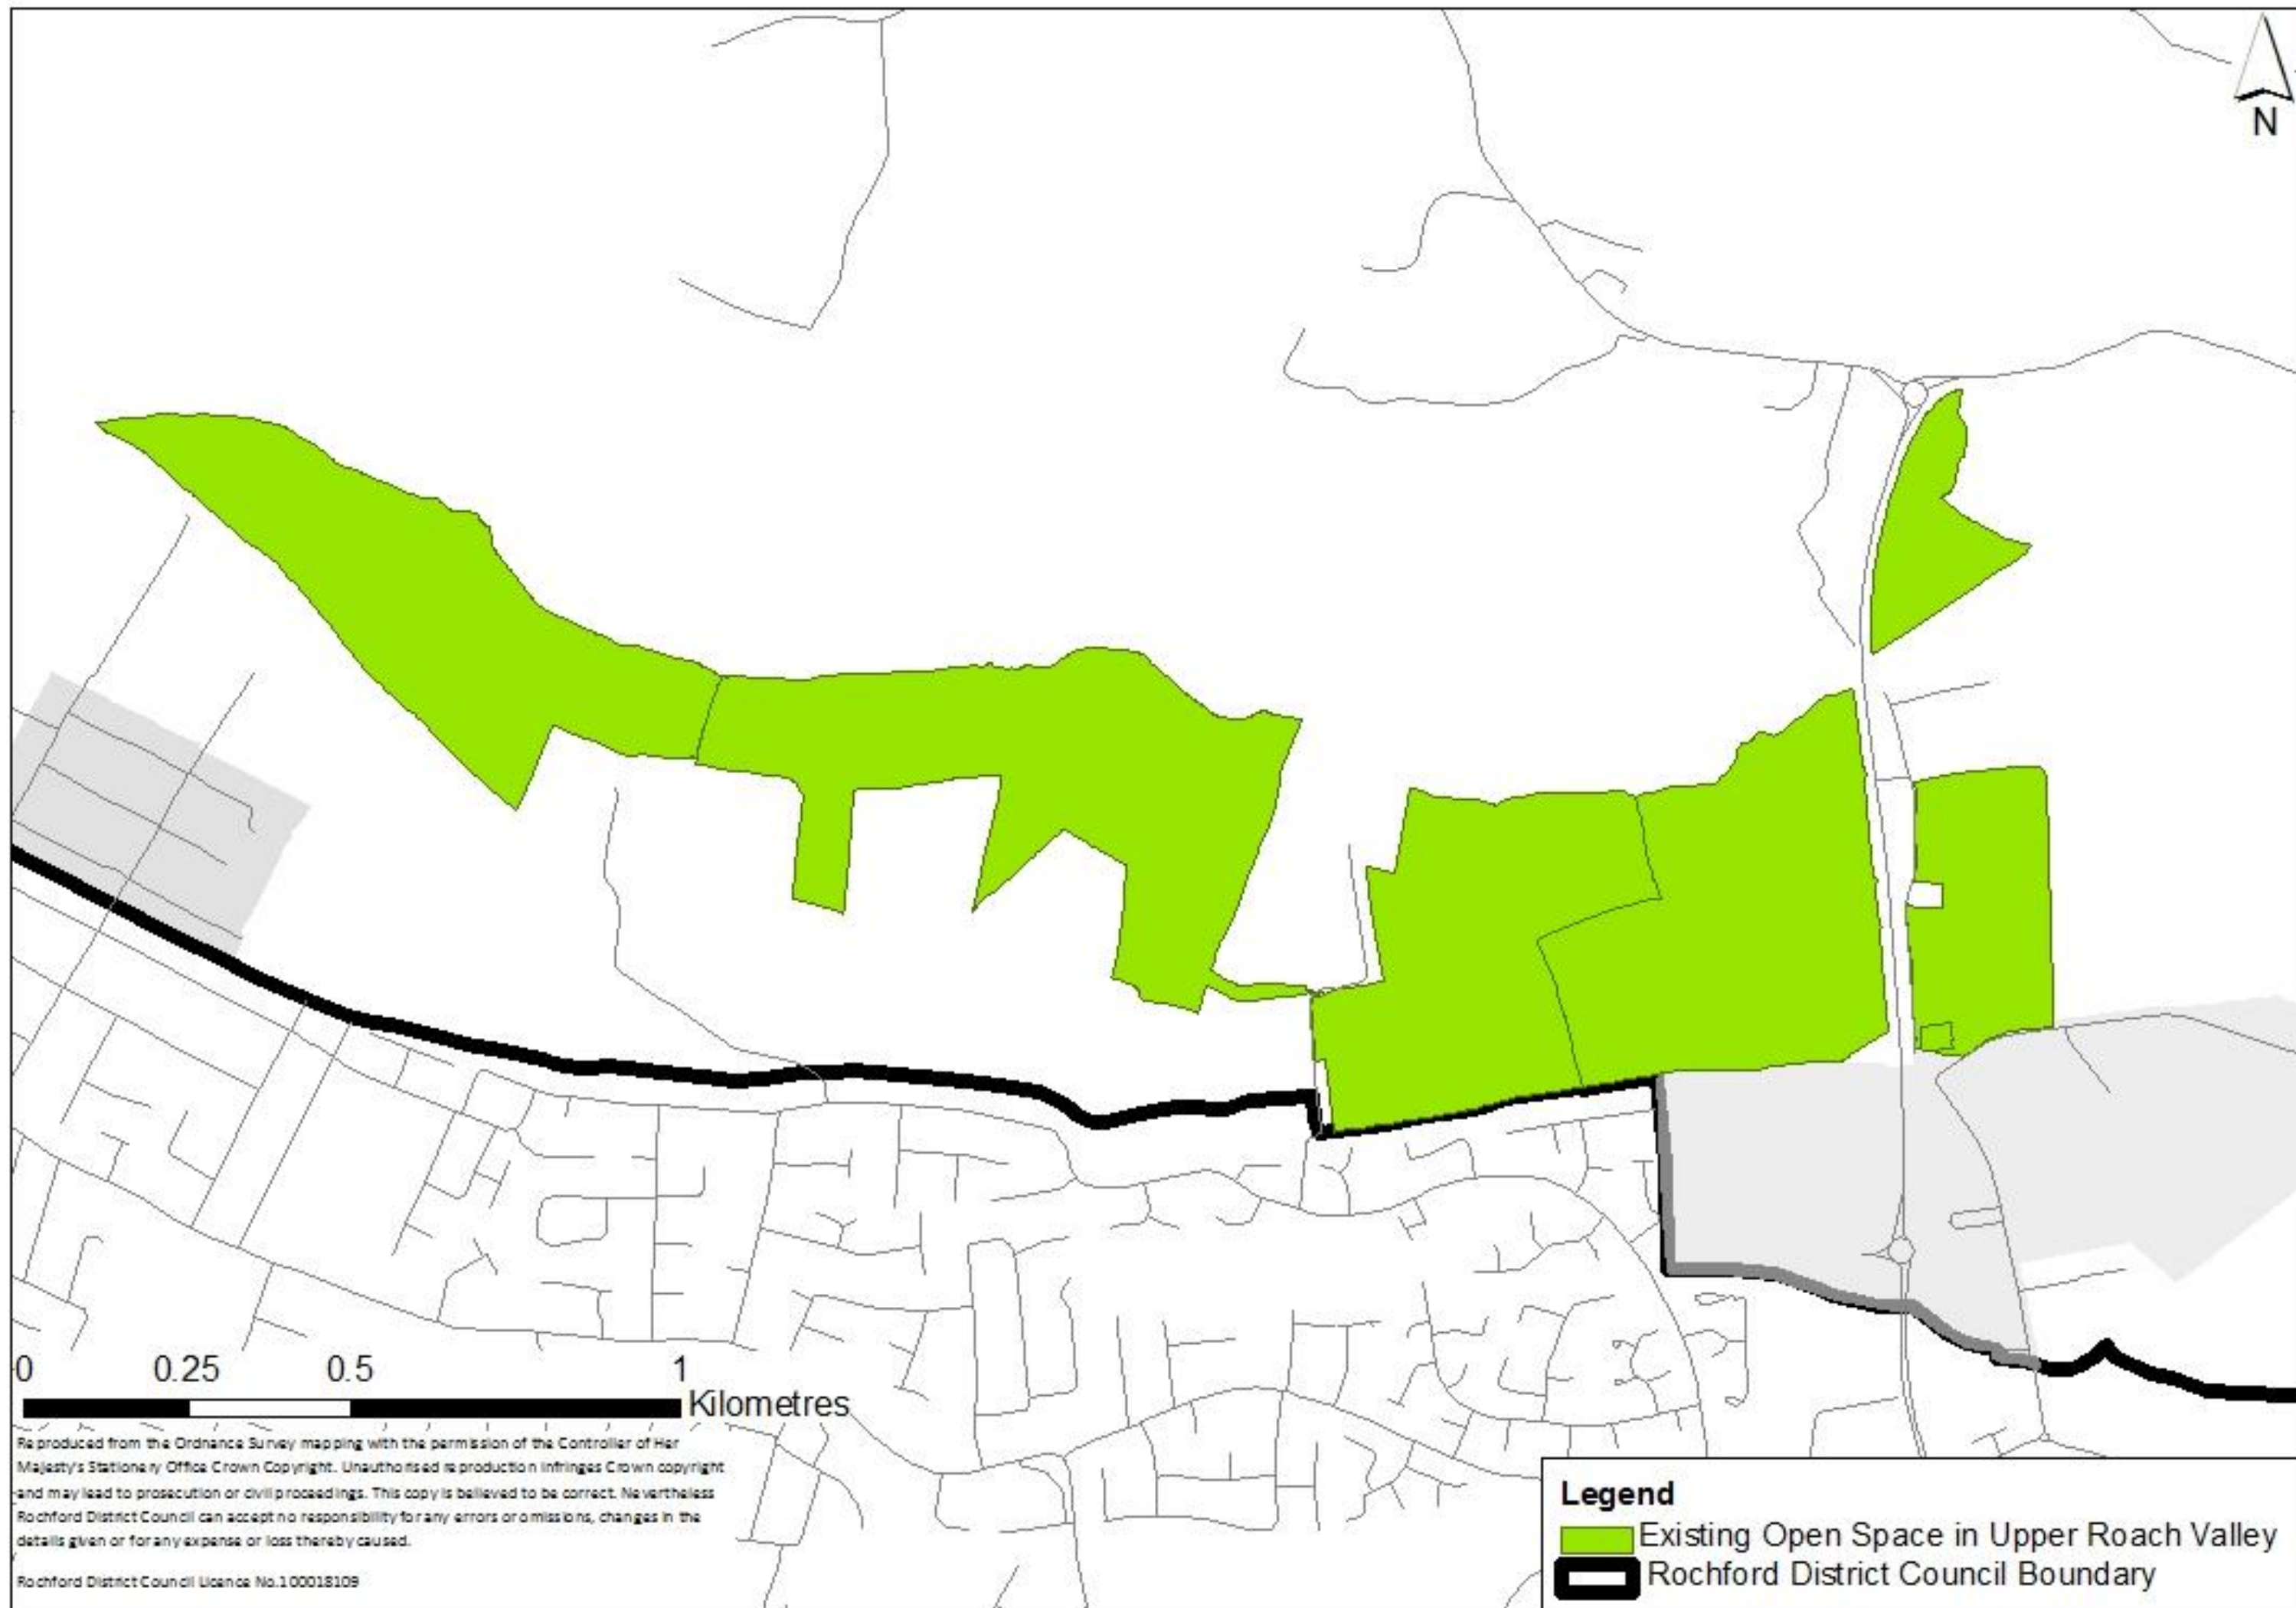 N
0 0.25 0.5 1
Kilometres
Reproduced from the Ordnance Survey mapping with the permission of the Controller of Her
Majesty's Stationery Office Crown Copyright. Unauthorised reproduction infringes Crown copyright
and may lead to prosecution or civil proceedings. This copy is believed to be correct. Nevertheless
Rochford District Council can accept no responsibility for any errors or omissions, changes in the
details given or for any expense or loss thereby caused.
Rochford District Council Licence No.100018109
Legend
Existing Open Space in Upper Roach Valley
Rochford District Council Boundary